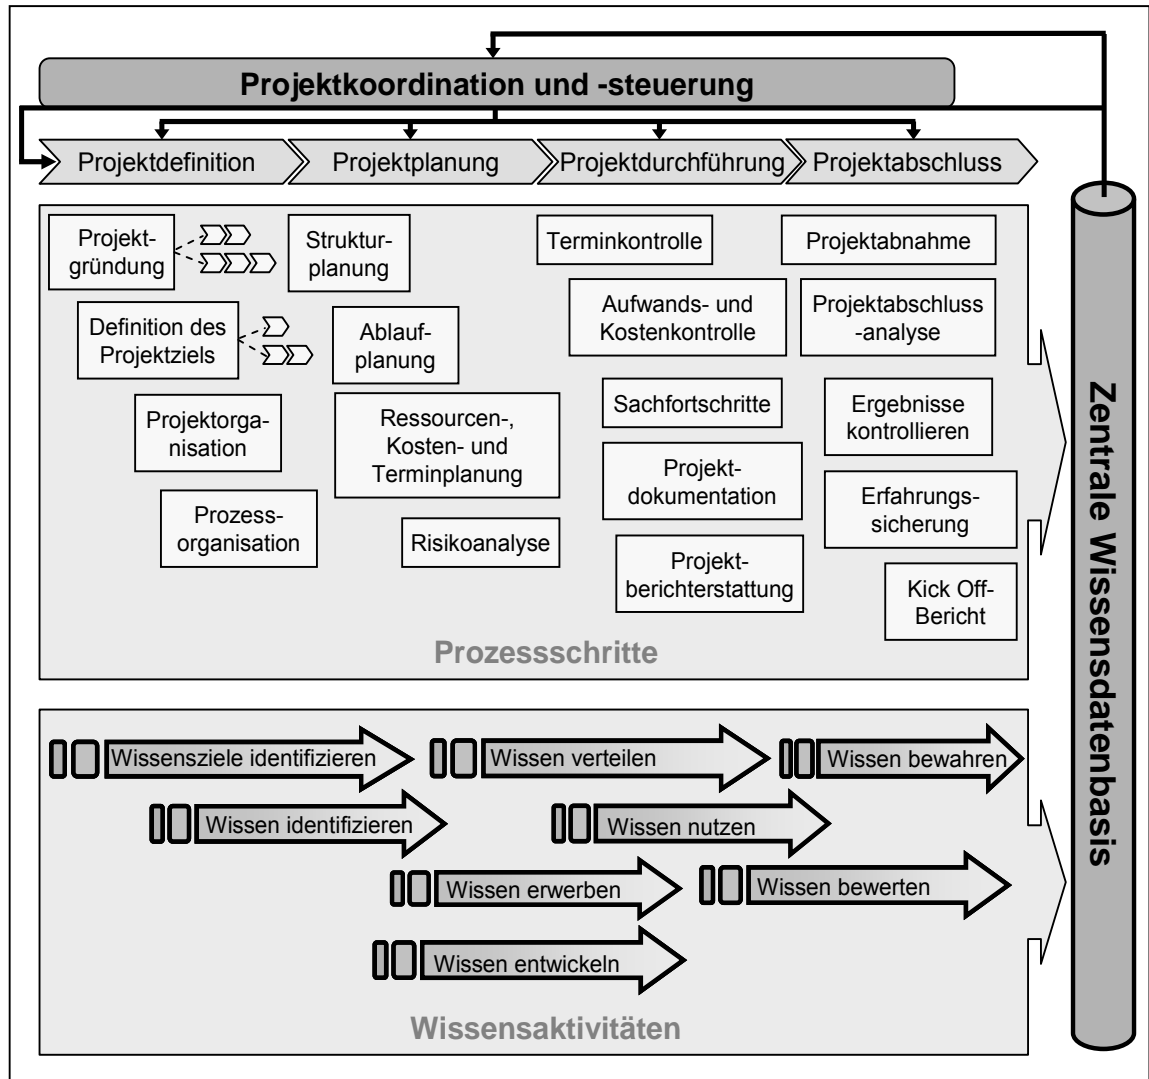 Projektkoordination und -steuerung
Projektdefinition
Projektplanung
Projektdurchführung
Projektabschluss
Projekt-
gründung
Definition des
Projektziels
Projektorga-
nisation
Prozess-
organisation
Struktur-
planung
Ablauf-
planung
Ressourcen-,
Kosten- und
Terminplanung
Risikoanalyse
Terminkontrolle
Aufwands- und
Kostenkontrolle
Sachfortschritte
Projekt-
dokumentation
Projekt-
berichterstattung
Projektabnahme
Projektabschluss
-analyse
Ergebnisse
kontrollieren
Erfahrungs-
sicherung
Kick Off-
Bericht
Prozessschritte
Wissensziele identifizieren
Wissen verteilen
Wissen bewahren
Wissen identifizieren
Wissen nutzen
Wissen erwerben
Wissen bewerten
Wissen entwickeln
Wissensaktivitäten
Zentrale Wissensdatenbasis